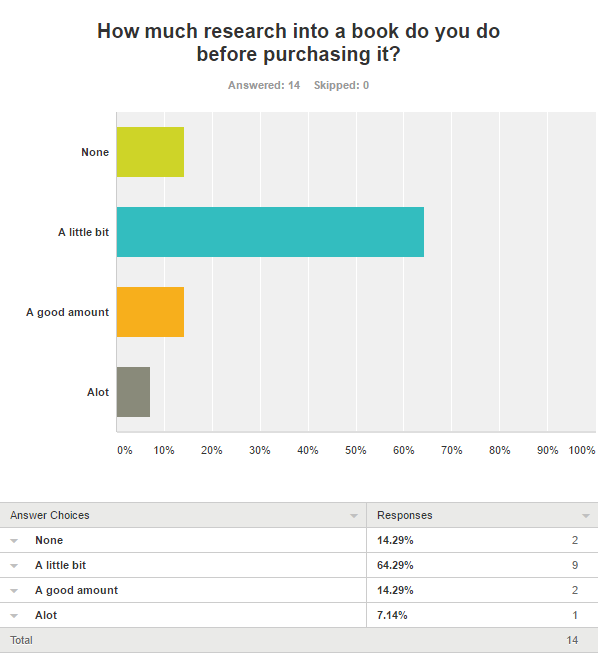 How much research into a book do you do
before purchasing it?
Answered: 14 Skipped: 0
None
A little bit
A good amount
Alot
0% 10% 20% 30% 40% 50% 60% 70% 80% 90% 100%
Answer Choices Responses
None 14.29% 2
A little bit 64.29% 9
A good amount 14.29% 2
Alot 7.14% 1
Total 14